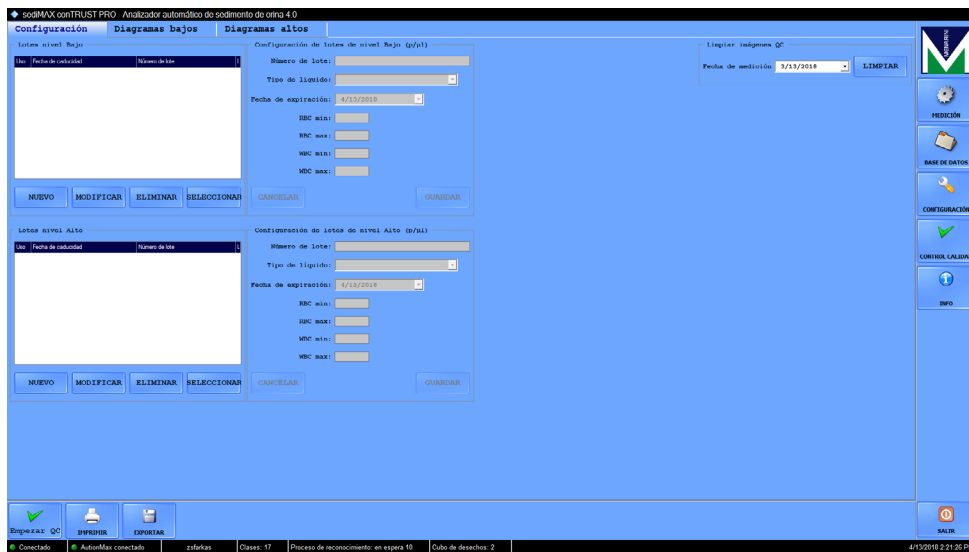 sediMAX conTRUST PRO Analizador automático de sedimento de orina 4.0
Configuración Diagramas bajos Diagramas altos
Lotes nivel Bajo
Uso Fecha de caducidad Número de lote
NUEVO MODIFICAR ELIMINAR SELECCIONAR
Configuración de lotes de nivel Bajo (p/µl)
Número de lote:
Tipo de líquido:
Fecha de expiración: 4/13/2018
RBC min:
RBC max:
WBC min:
WBC max:
CANCELAR GUARDAR
Limpiar imágenes QC
Fecha de medición 3/13/2018 LIMPIAR
Lotes nivel Alto
Uso Fecha de caducidad Número de lote L
NUEVO MODIFICAR ELIMINAR SELECCIONAR
Configuración de lotes de nivel Alto (p/µl)
Número de lote:
Tipo de líquido:
Fecha de expiración: 4/13/2018
RBC min:
RBC max:
WBC min:
WBC max:
CANCELAR GUARDAR
MENARINI
MEDICIÓN
BASE DE DATOS
CONFIGURACIÓN
CONTROL CALIDA
INFO
SALIR
Empezar QC IMPRIMIR EXPORTAR
Conectado AutionMax conectado zsfarkas Clases: 17 Proceso de reconocimiento: en espera 10 Cubo de desechos: 2 4/13/2018 2:21:26 P